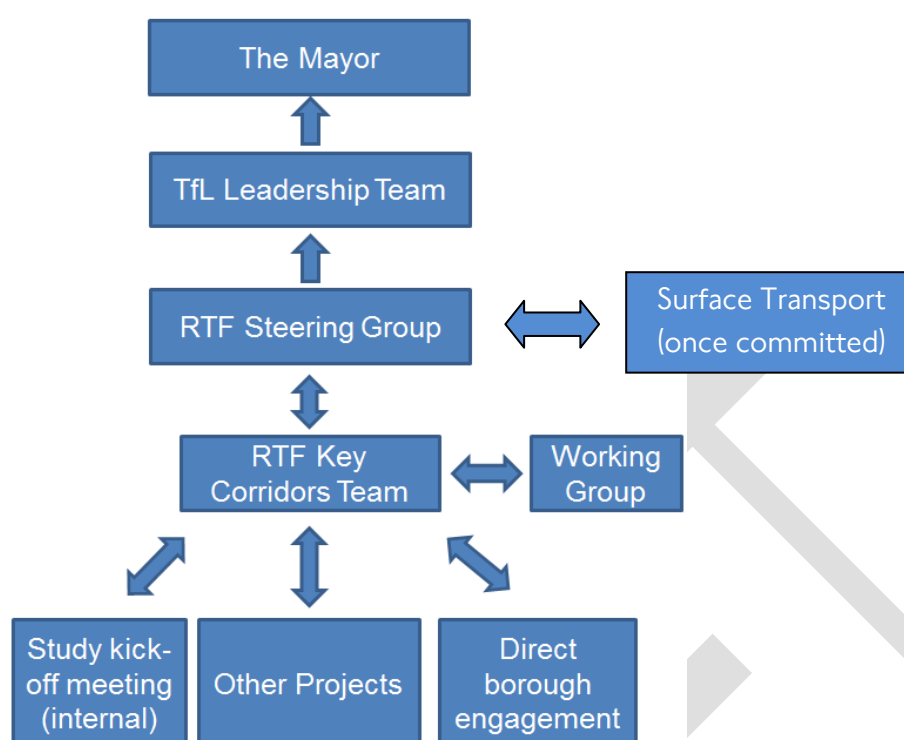 The Mayor
TfL Leadership Team
RTF Steering Group
Surface Transport
(once committed)
RTF Key
Corridors Team
Working
Group
Study kick-
off meeting
(internal)
Other Projects
Direct
borough
engagement